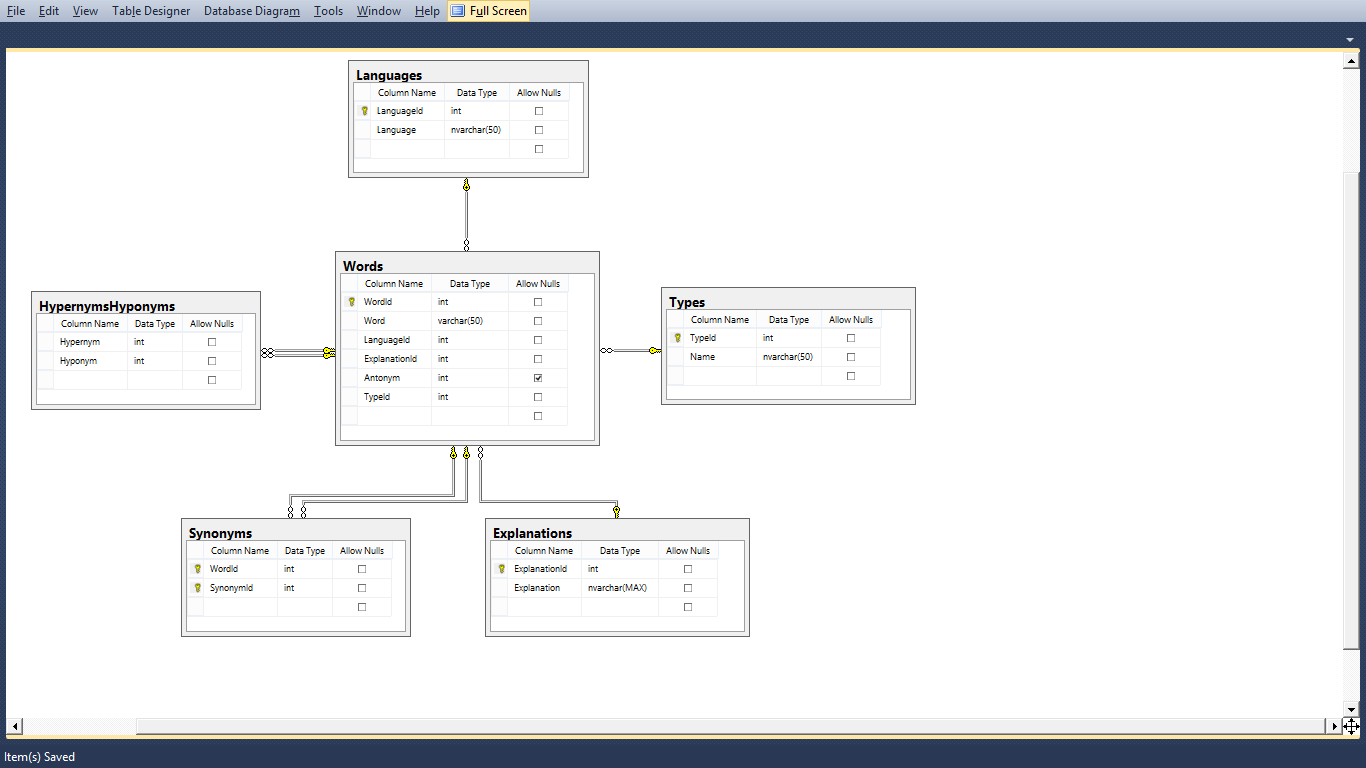 File Edit View Table Designer Database Diagram Tools Window Help Full Screen
Languages
Column Name Data Type Allow Nulls
LanguageId int
Language nvarchar(50)
Words
Column Name Data Type Allow Nulls
WordId int
Word varchar(50)
LanguageId int
ExplanationId int
Antonym int
TypeId int
HypernymsHyponyms
Column Name Data Type Allow Nulls
Hypernym int
Hyponym int
Types
Column Name Data Type Allow Nulls
TypeId int
Name nvarchar(50)
Synonyms
Column Name Data Type Allow Nulls
WordId int
SynonymId int
Explanations
Column Name Data Type Allow Nulls
ExplanationId int
Explanation nvarchar(MAX)
Item(s) Saved